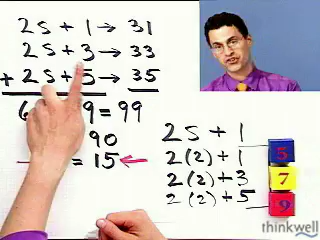 2S + 1 → 31
2S + 3 → 33
+ 2S + 5 → 35
6 9 = 99
90
= 15 ←
2S + 1
2(2) + 1
2(2) + 3
2(2) + 5
5
7
9
thinkwell